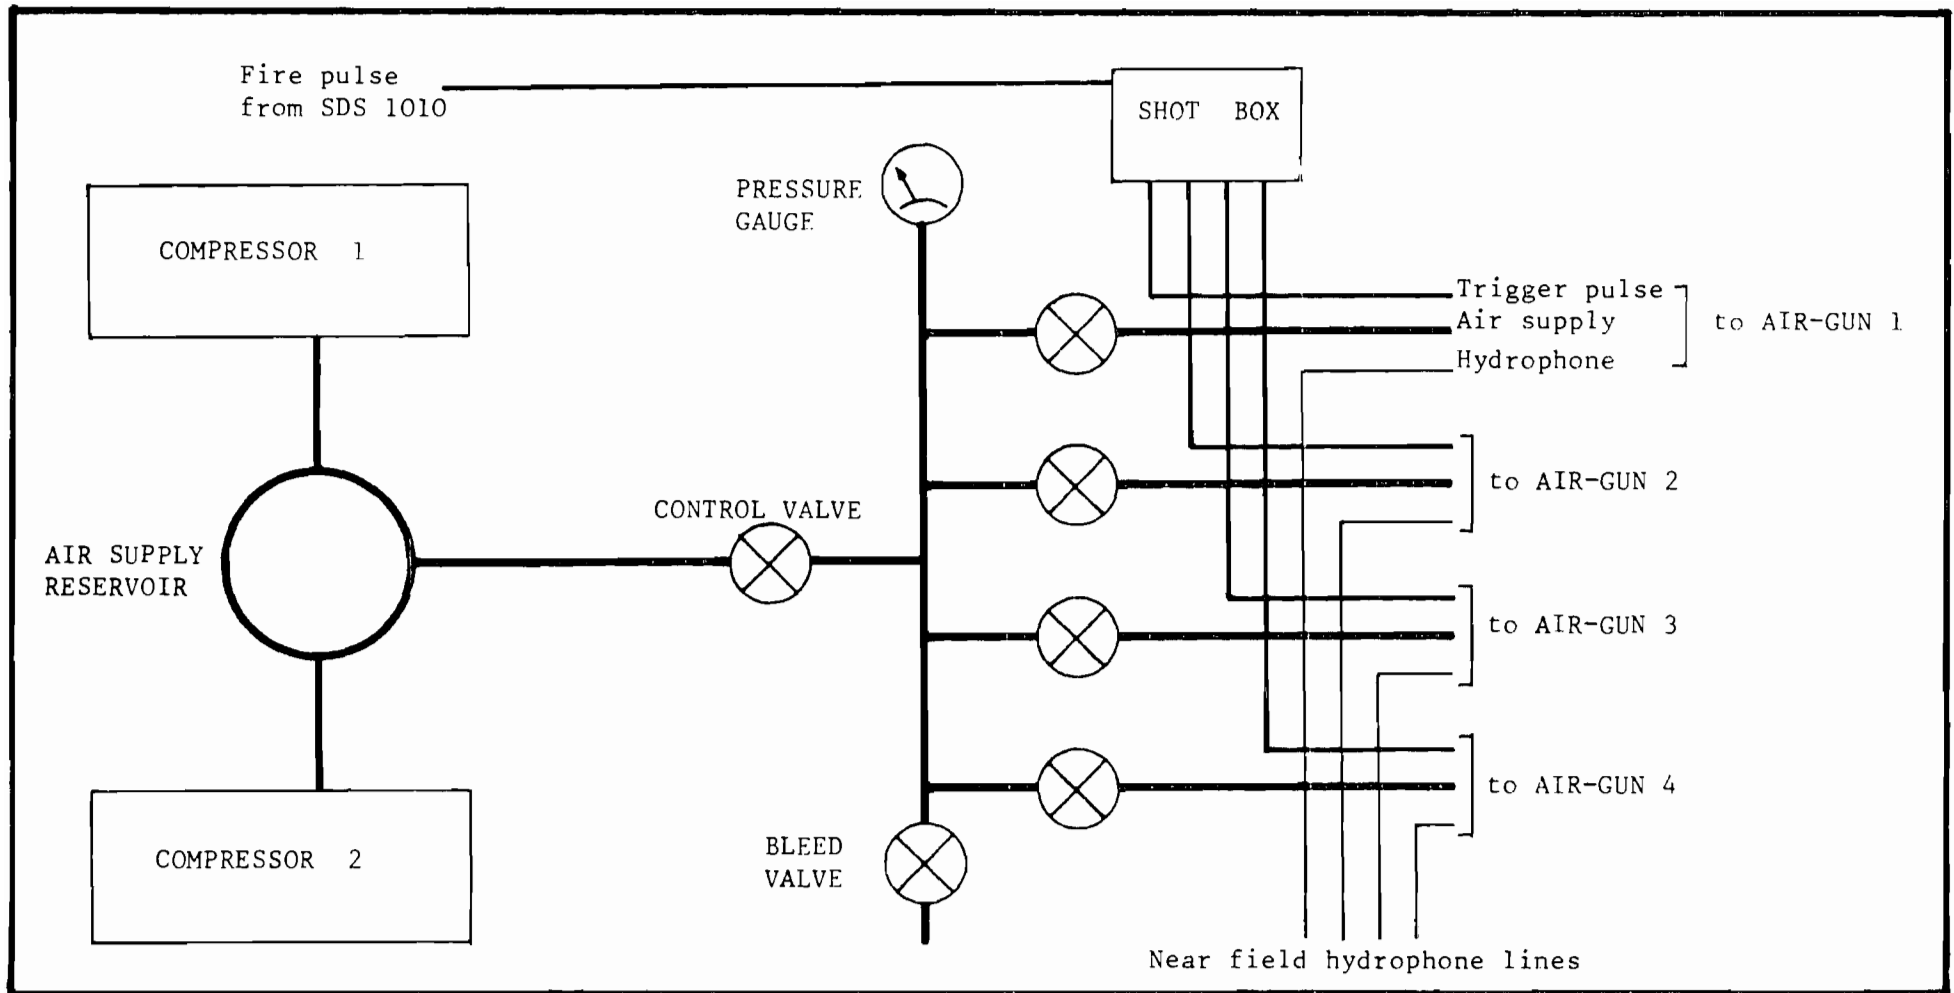 Fire pulse
from SDS 1010
SHOT BOX
PRESSURE
GAUGE
COMPRESSOR 1
Trigger pulse
Air supply
Hydrophone
to AIR-GUN 1
to AIR-GUN 2
CONTROL VALVE
AIR SUPPLY
RESERVOIR
to AIR-GUN 3
to AIR-GUN 4
BLEED
VALVE
COMPRESSOR 2
Near field hydrophone lines